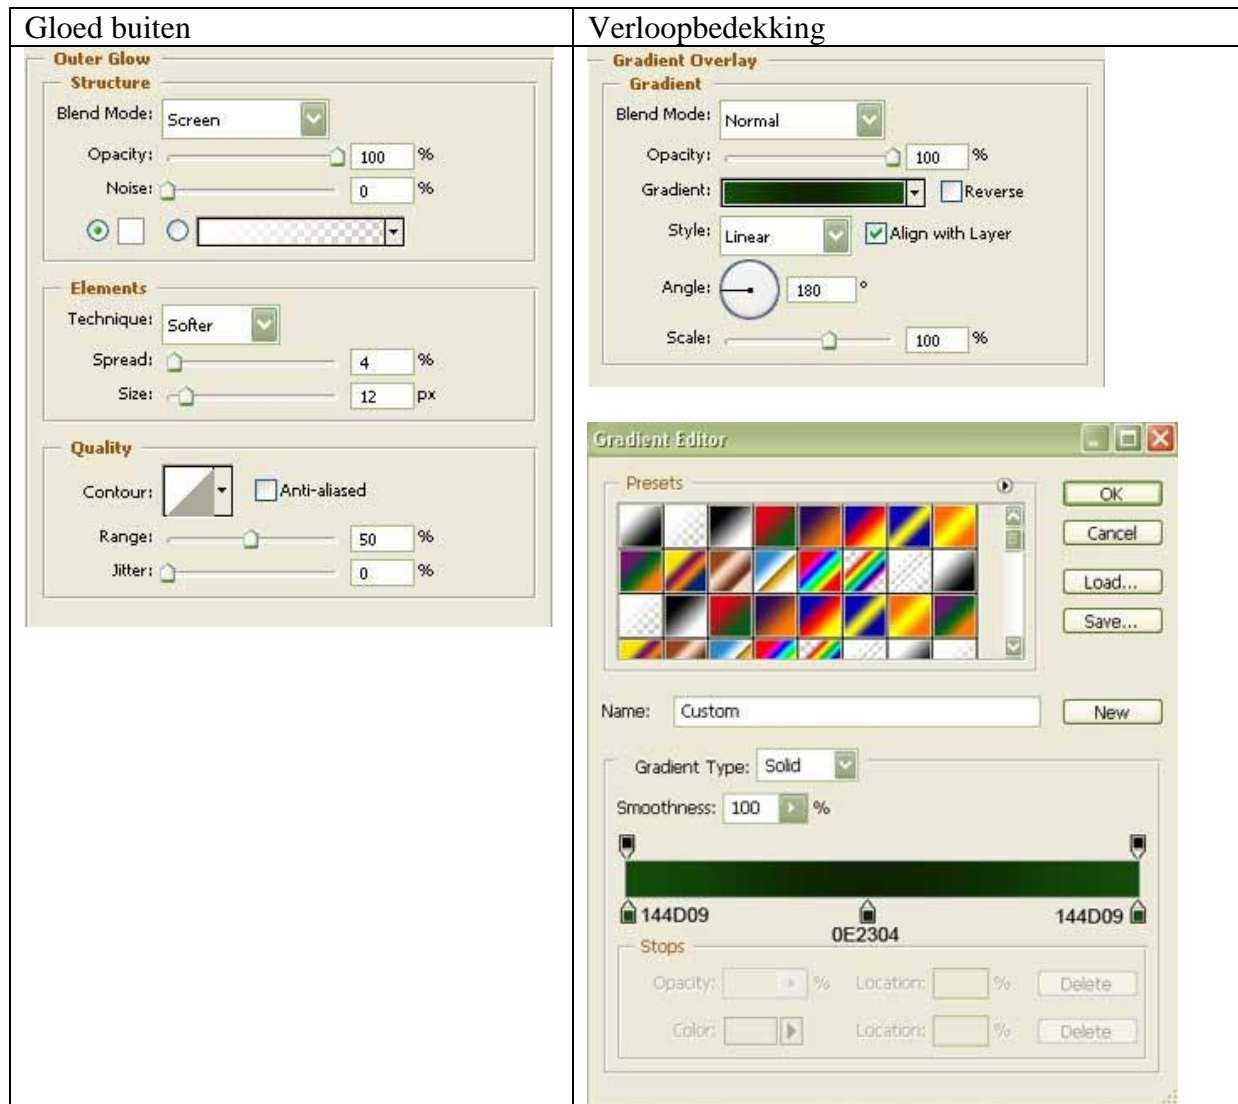 Gloed buiten
Outer Glow
Structure
Blend Mode: Screen
Opacity: 100 %
Noise: 0 %
Elements
Technique: Softer
Spread: 4 %
Size: 12 px
Quality
Contour: Anti-aliased
Range: 50 %
Jitter: 0 %
Verloopbedekking
Gradient Overlay
Gradient
Blend Mode: Normal
Opacity: 100 %
Gradient: Reverse
Style: Linear Align with Layer
Angle: 180 °
Scale: 100 %
Gradient Editor
Presets
OK
Cancel
Load...
Save...
Name: Custom New
Gradient Type: Solid
Smoothness: 100 %
144D09 0E2304 144D09
Stops
Opacity: % Location: % Delete
Color: Location: % Delete